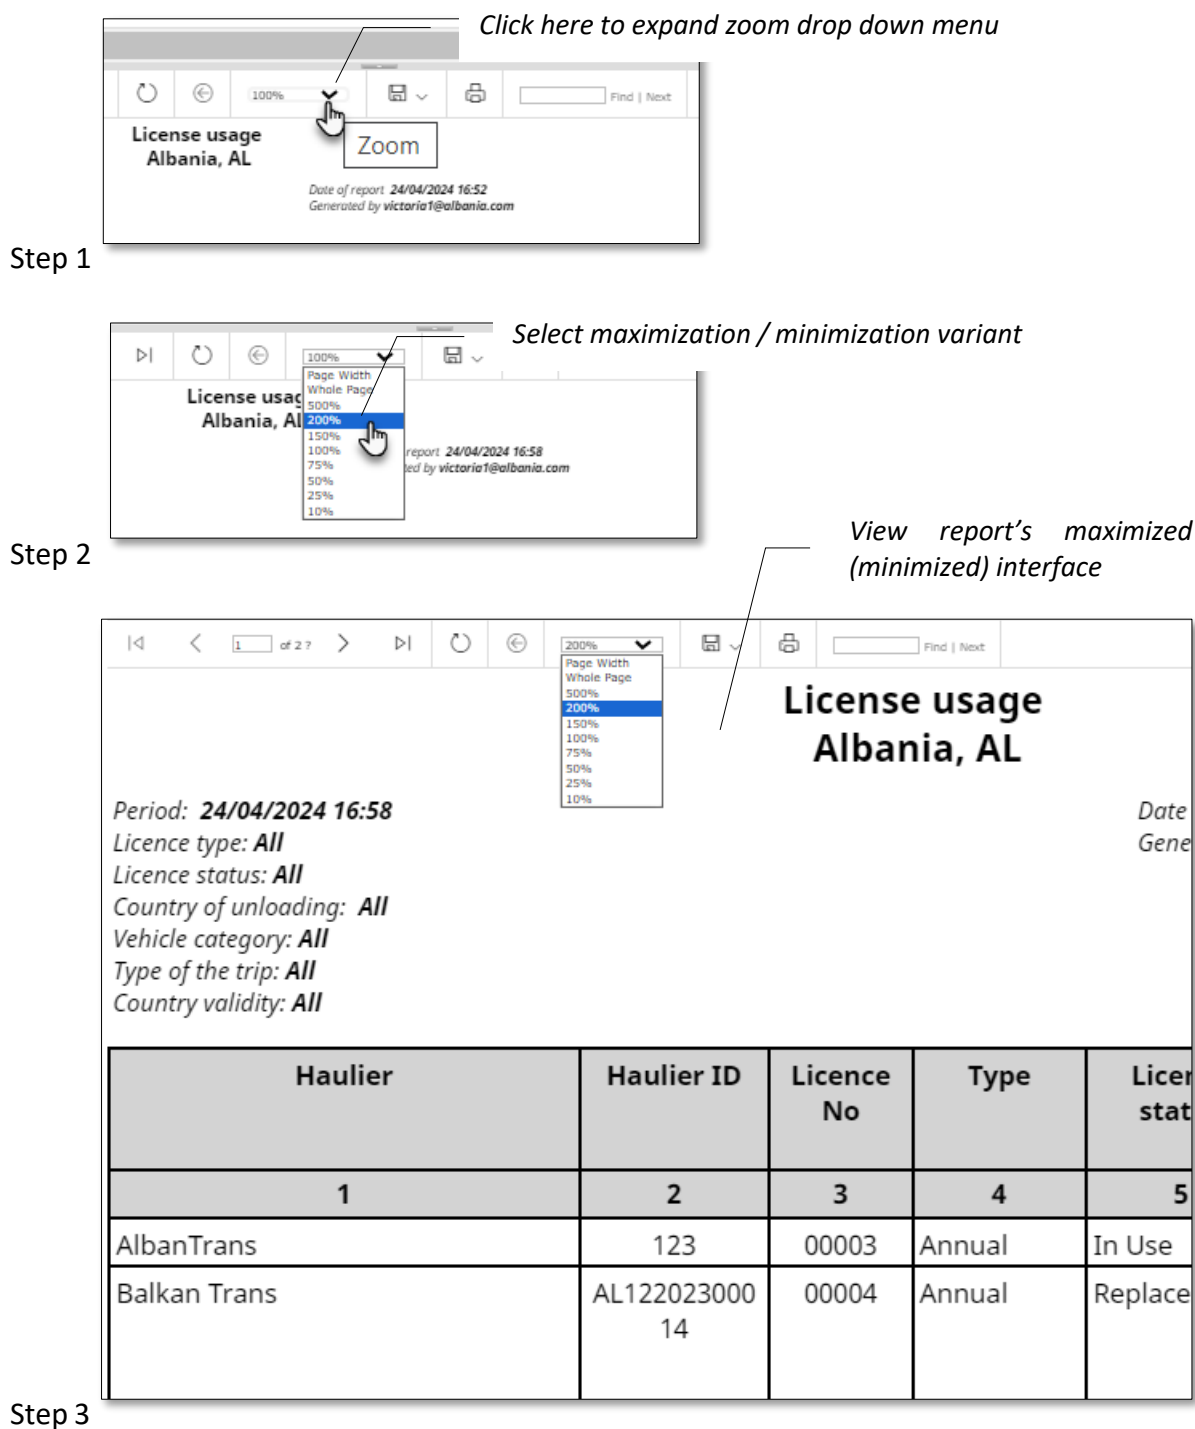 Click here to expand zoom drop down menu
100%
Find | Next
License usage
Albania, AL
Zoom
Date of report 24/04/2024 16:52
Generated by victoria1@albania.com
Step 1
Select maximization / minimization variant
100%
Page Width
Whole Page
500%
200%
150%
100%
75%
50%
25%
10%
License usag
Albania, AL
report 24/04/2024 16:58
ted by victoria1@albania.com
Step 2
View report’s maximized
(minimized) interface
1 of 2 ?
200%
Find | Next
Page Width
Whole Page
500%
200%
150%
100%
75%
50%
25%
10%
License usage
Albania, AL
Period: 24/04/2024 16:58
Date
Licence type: All
Gene
Licence status: All
Country of unloading: All
Vehicle category: All
Type of the trip: All
Country validity: All
Haulier
Haulier ID
Licence
No
Type
Licen
stat
1 2 3 4 5
AlbanTrans 123 00003 Annual In Use
Balkan Trans AL122023000 00004 Annual Replace
14
Step 3